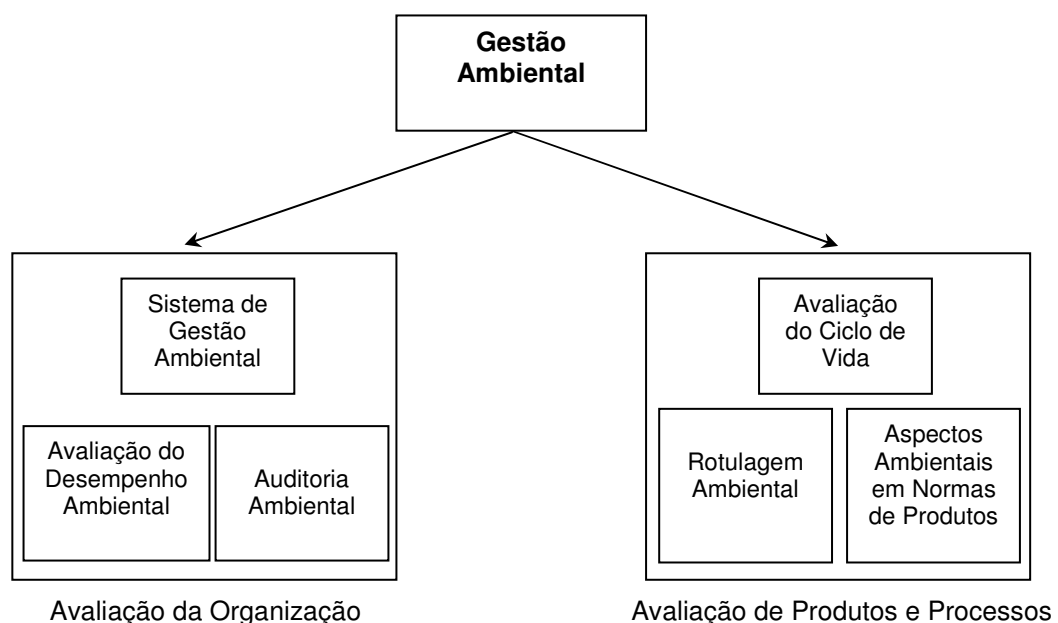 Gestão
Ambiental
Sistema de
Gestão
Ambiental
Avaliação do
Desempenho
Ambiental
Auditoria
Ambiental
Avaliação da Organização
Avaliação
do Ciclo de
Vida
Rotulagem
Ambiental
Aspectos
Ambientais
em Normas
de Produtos
Avaliação de Produtos e Processos